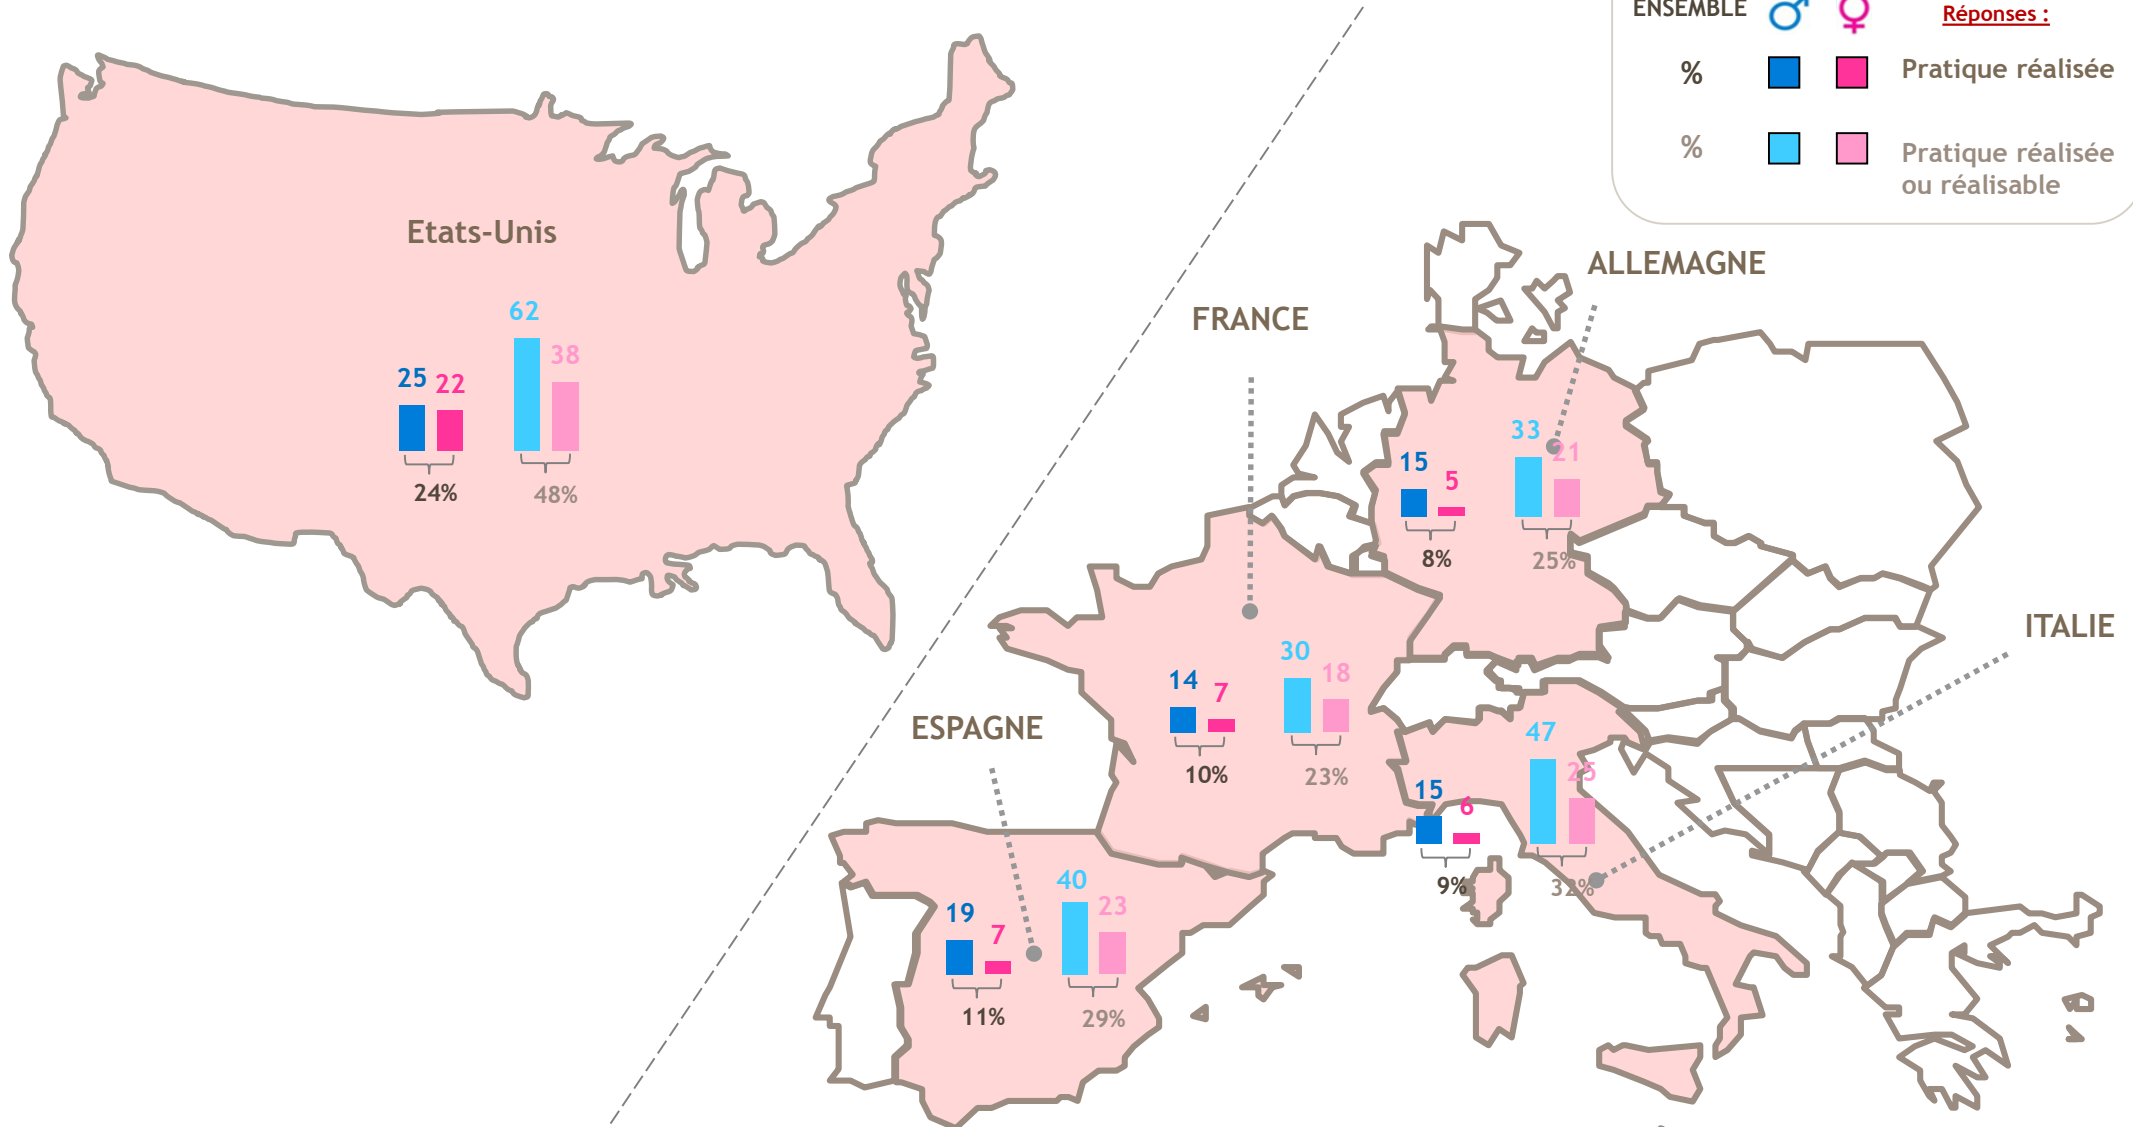 ENSEMBLE
Réponses :
% Pratique réalisée
% Pratique réalisée
ou réalisable
Etats-Unis
62
38
25 22
24% 48%
ALLEMAGNE
33
21
15
5
8% 25%
FRANCE
30
18
14
7
10% 23%
ITALIE
47
25
15
6
9% 32%
ESPAGNE
40
23
19
7
11% 29%